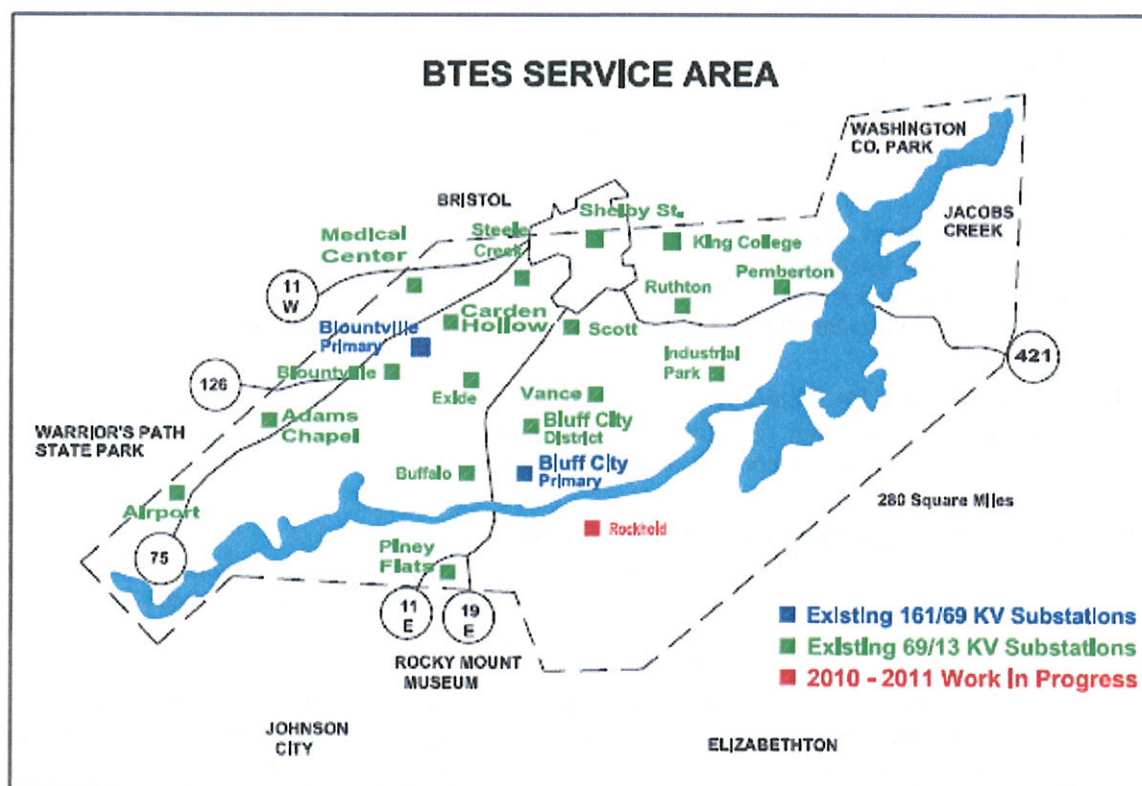 BTES SERVICE AREA
WASHINGTON
CO. PARK
BRISTOL
JACOBS
CREEK
Shelby St.
Steele
Creek
King College
Medical
Center
Pemberton
11
W
Ruthton
Carden
Hollow
Scott
Blountville
Primary
421
Industrial
Park
126
Blountville
Exide
Vance
Adams
Chapel
Bluff City
District
WARRIOR'S PATH
STATE PARK
Buffalo
Bluff City
Primary
280 Square Miles
Airport
Rockhold
75
Piney
Flats
11
E
19
E
Existing 161/69 KV Substations
Existing 69/13 KV Substations
2010 - 2011 Work In Progress
ROCKY MOUNT
MUSEUM
JOHNSON
CITY
ELIZABETHTON